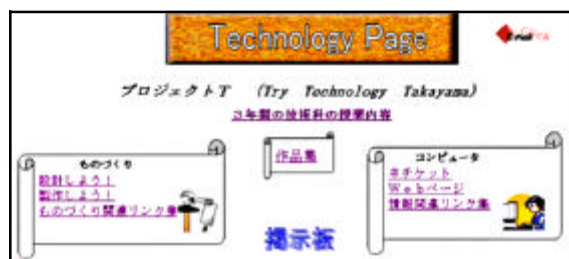 Technology Page
プロジェクトT (Try Technology Takayama)
3年間の技術科の授業内容
ものづくり
設計しよう!
製作しよう!
ものづくり関連リンク集
作品集
コンピュータ
ネチケット
Webページ
情報関連リンク集
掲示板